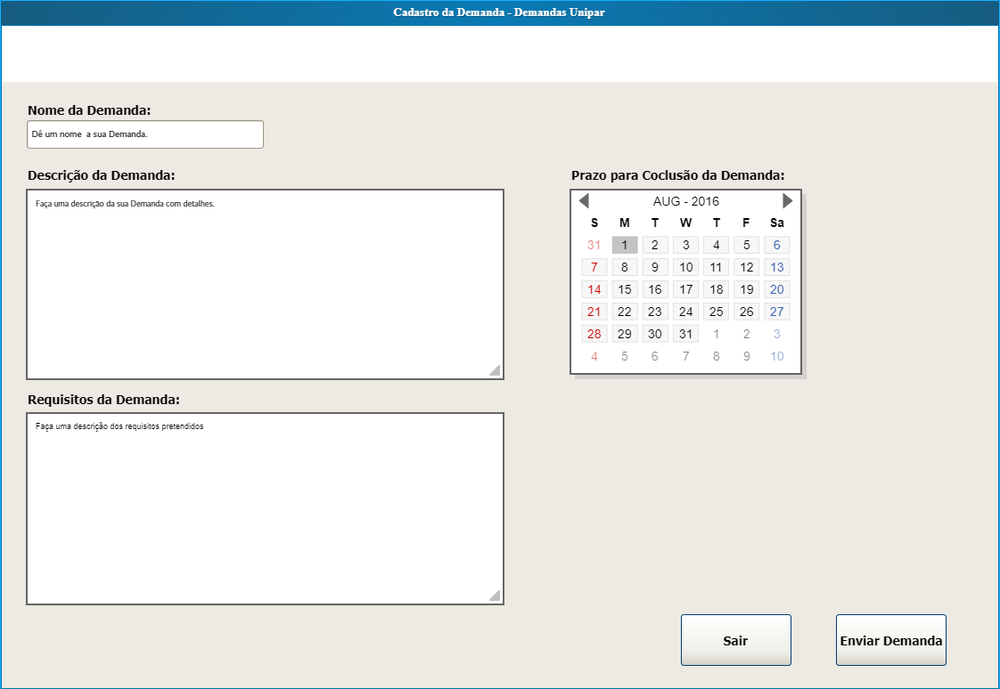 Cadastro da Demanda - Demandas Unipar
Nome da Demanda:
Dê um nome  a sua Demanda.
Descrição da Demanda:
Faça uma descrição da sua Demanda com detalhes.
Prazo para Coclusão da Demanda:
AUG - 2016
S M T W T F Sa
31 1 2 3 4 5 6
7 8 9 10 11 12 13
14 15 16 17 18 19 20
21 22 23 24 25 26 27
28 29 30 31 1 2 3
4 5 6 7 8 9 10
Requisitos da Demanda:
Faça uma descrição dos requisitos pretendidos
Sair
Enviar Demanda